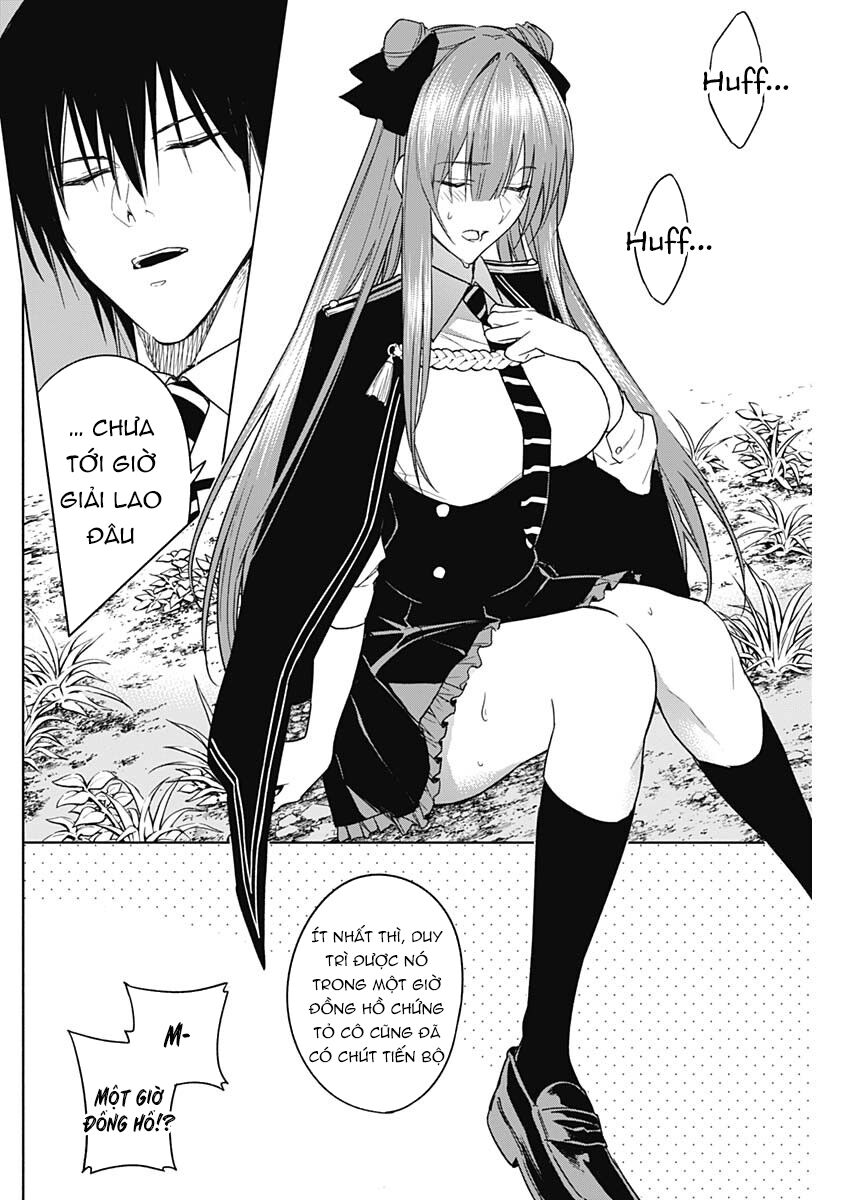 Huff...
Huff...
... CHƯA
TỚI GIỜ
GIẢI LAO
ĐÂU
ÍT NHẤT THÌ, DUY
TRÌ ĐƯỢC NÓ
TRONG MỘT GIỜ
ĐỒNG HỒ CHỨNG
TỎ CÔ CŨNG ĐÃ
CÓ CHÚT TIẾN BỘ
M-
MỘT GIỜ
ĐỒNG HỒ!?